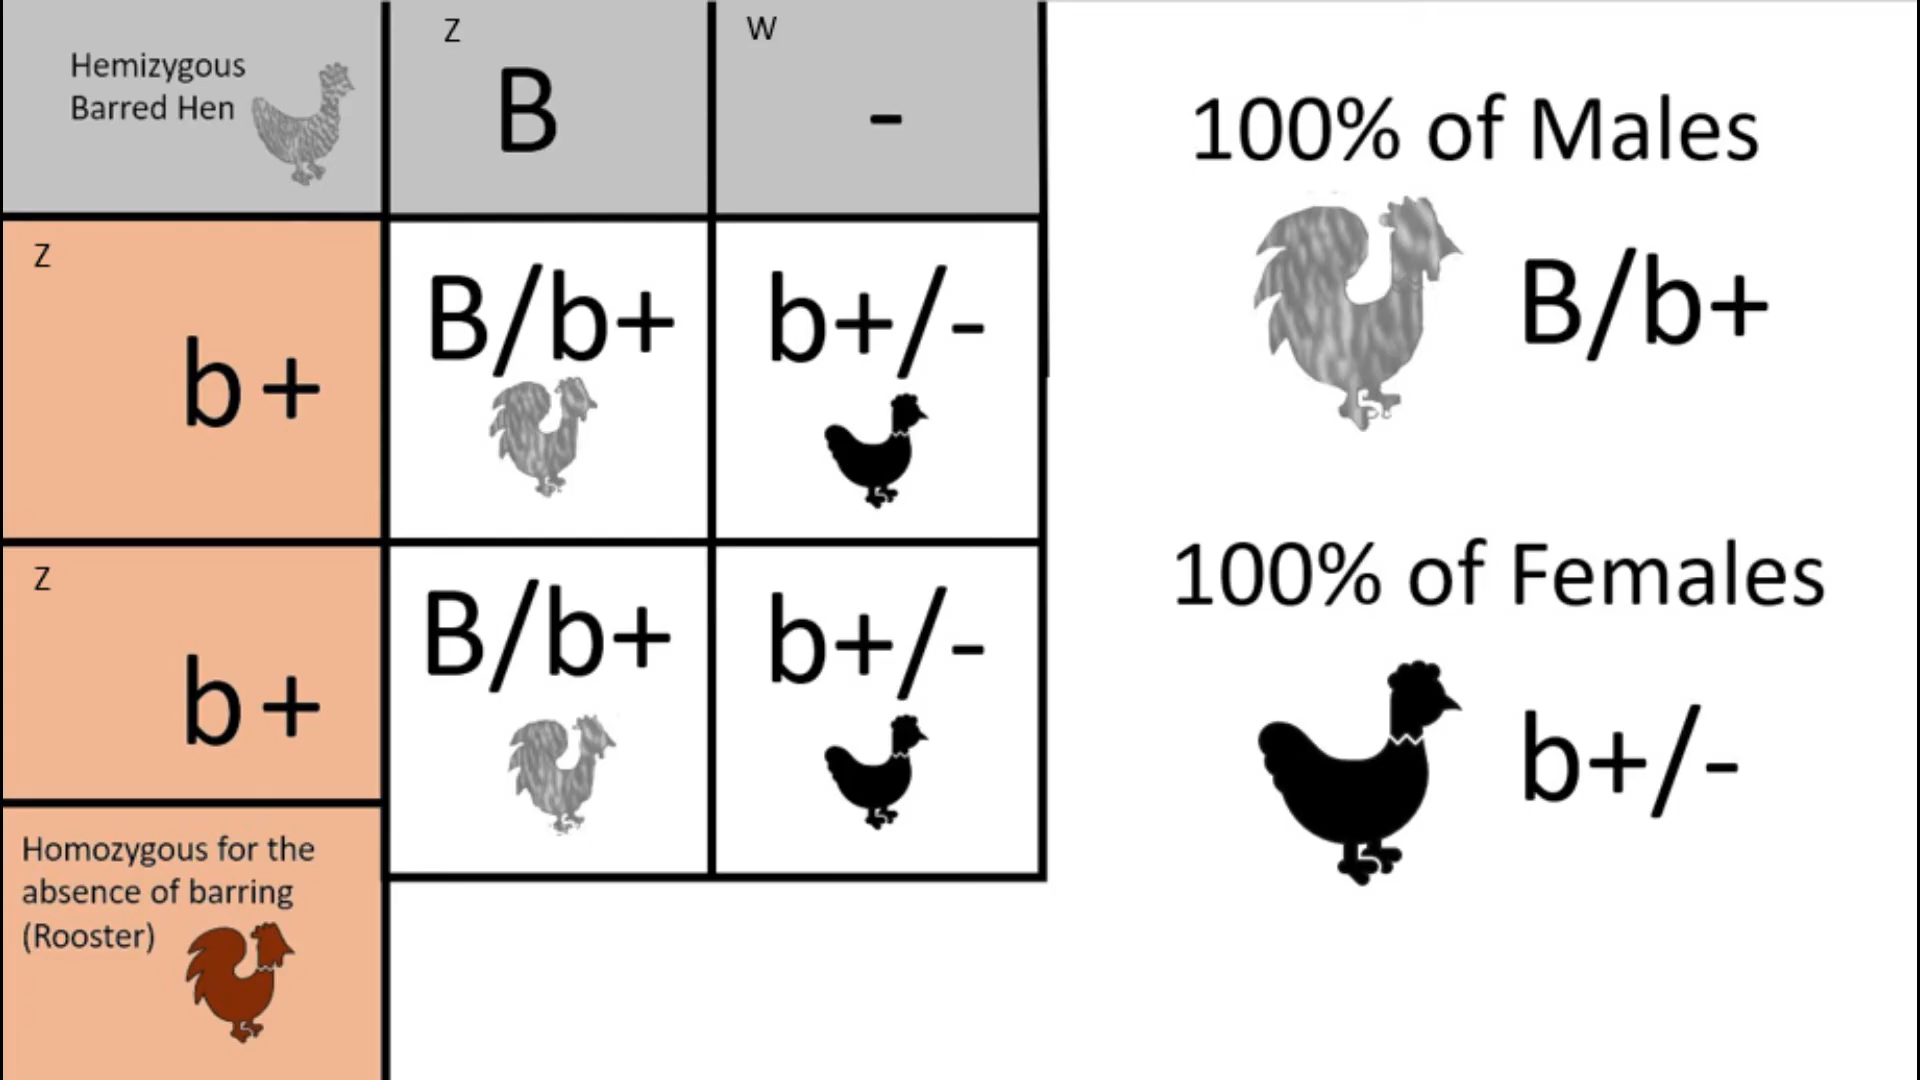 Hemizygous
Barred Hen
Z
B
W
-
Z
b+
B/b+
b+/-
Z
b+
B/b+
b+/-
Homozygous for the
absence of barring
(Rooster)
100% of Males
B/b+
100% of Females
b+/-